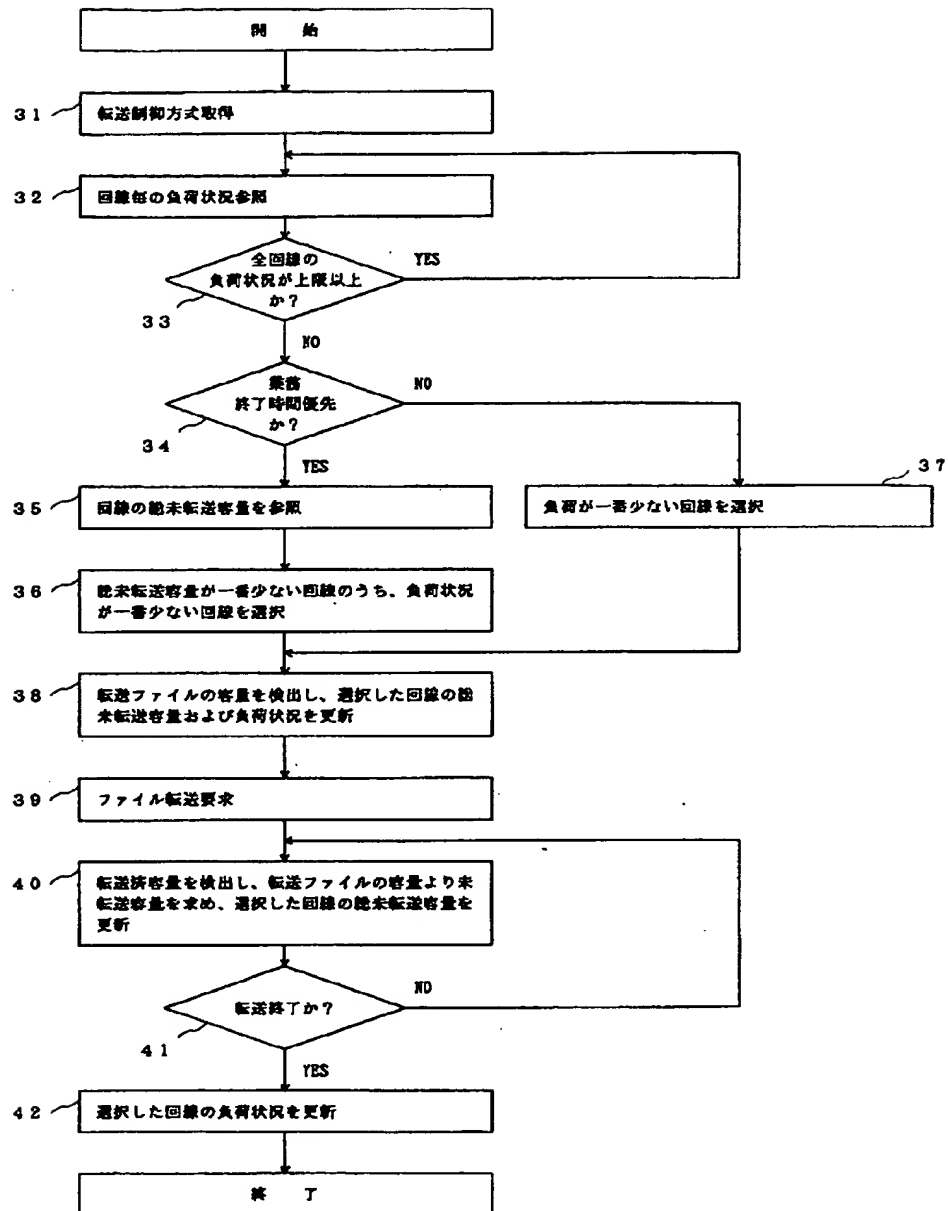 開 始
31
転送制御方式取得
32
回線毎の負荷状況参照
全回線の
負荷状況が上限以上
か？
YES
33
NO
業務
終了時間優先
か？
NO
34
YES
37
35
回線の総未転送容量を参照
負荷が一番少ない回線を選択
36
総未転送容量が一番少ない回線のうち、負荷状況
が一番少ない回線を選択
38
転送ファイルの容量を検出し、選択した回線の総
未転送容量および負荷状況を更新
39
ファイル転送要求
40
転送済容量を検出し、転送ファイルの容量より未
転送容量を求め、選択した回線の総未転送容量を
更新
転送終了か？
NO
41
YES
42
選択した回線の負荷状況を更新
終 了